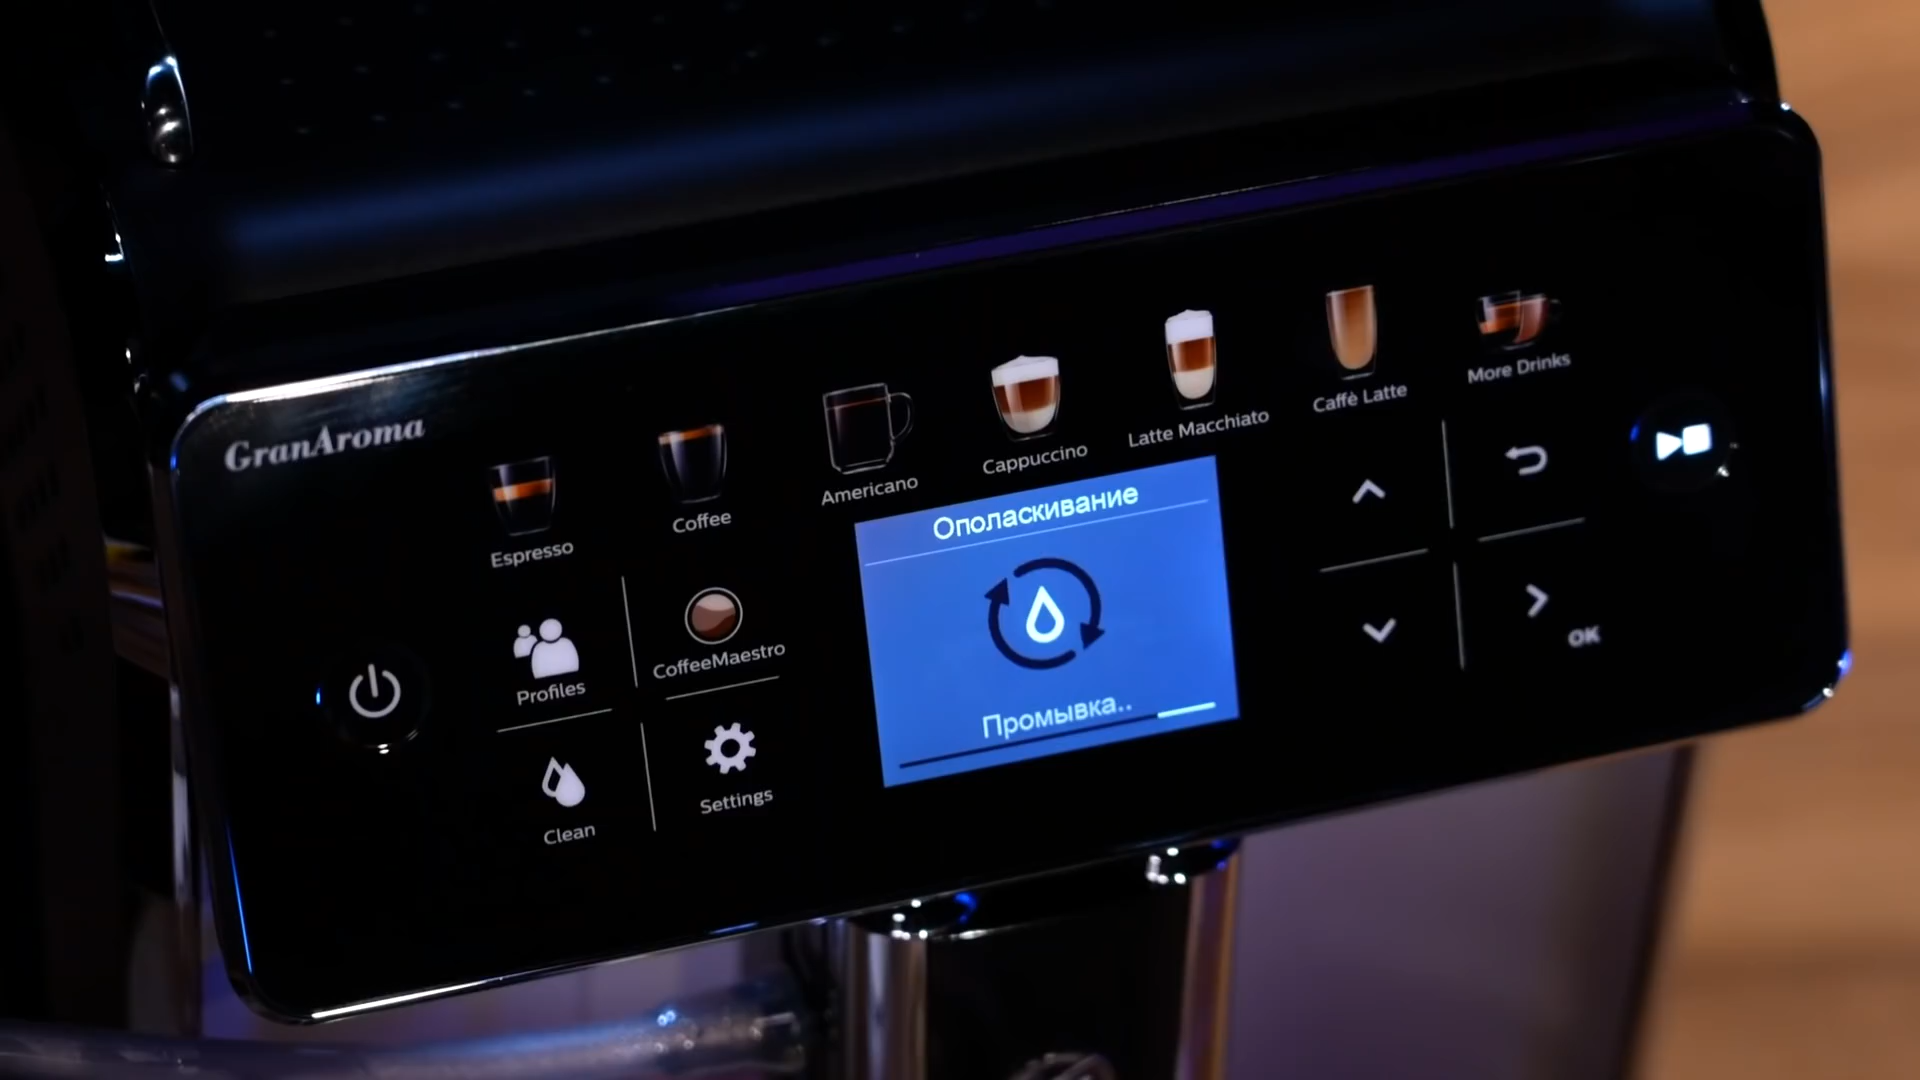 GranAroma
Espresso
Coffee
Americano
Cappuccino
Latte Macchiato
Caffè Latte
More Drinks
Profiles
CoffeeMaestro
Clean
Settings
Ополаскивание
Промывка..
OK